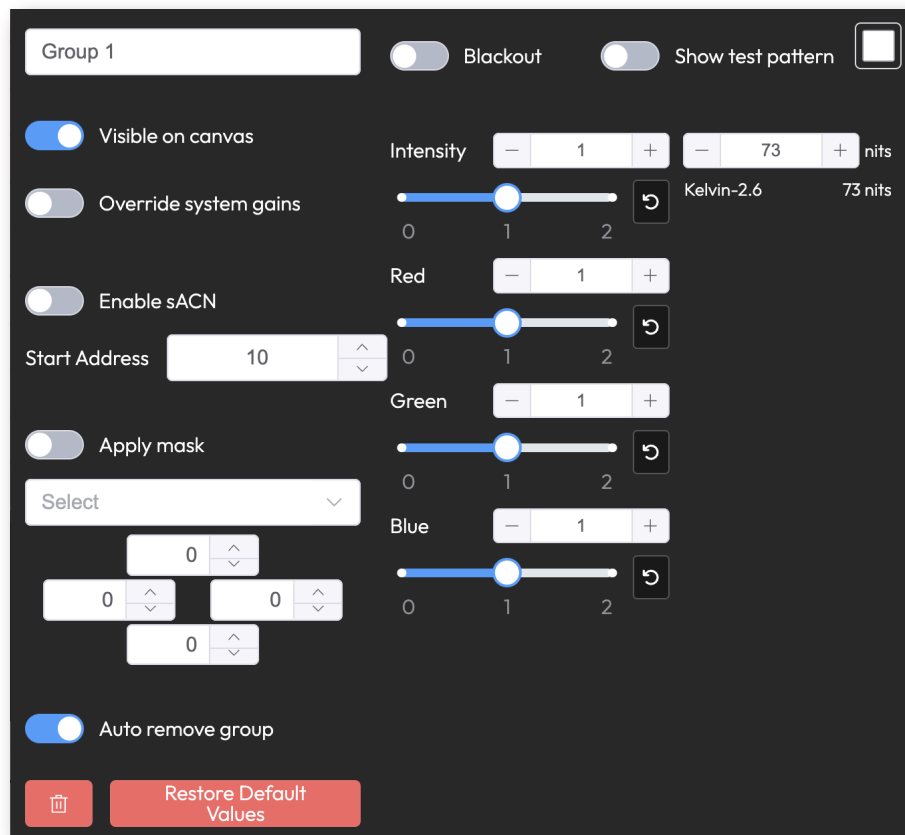 Group 1
Blackout
Show test pattern
Visible on canvas
Override system gains
Enable sACN
Start Address
10
Apply mask
Select
0
0
0
0
Auto remove group
Restore Default
Values
Intensity
— 1 +
— 73 + nits
Kelvin-2.6 73 nits
0 1 2
Red
— 1 +
0 1 2
Green
— 1 +
0 1 2
Blue
— 1 +
0 1 2